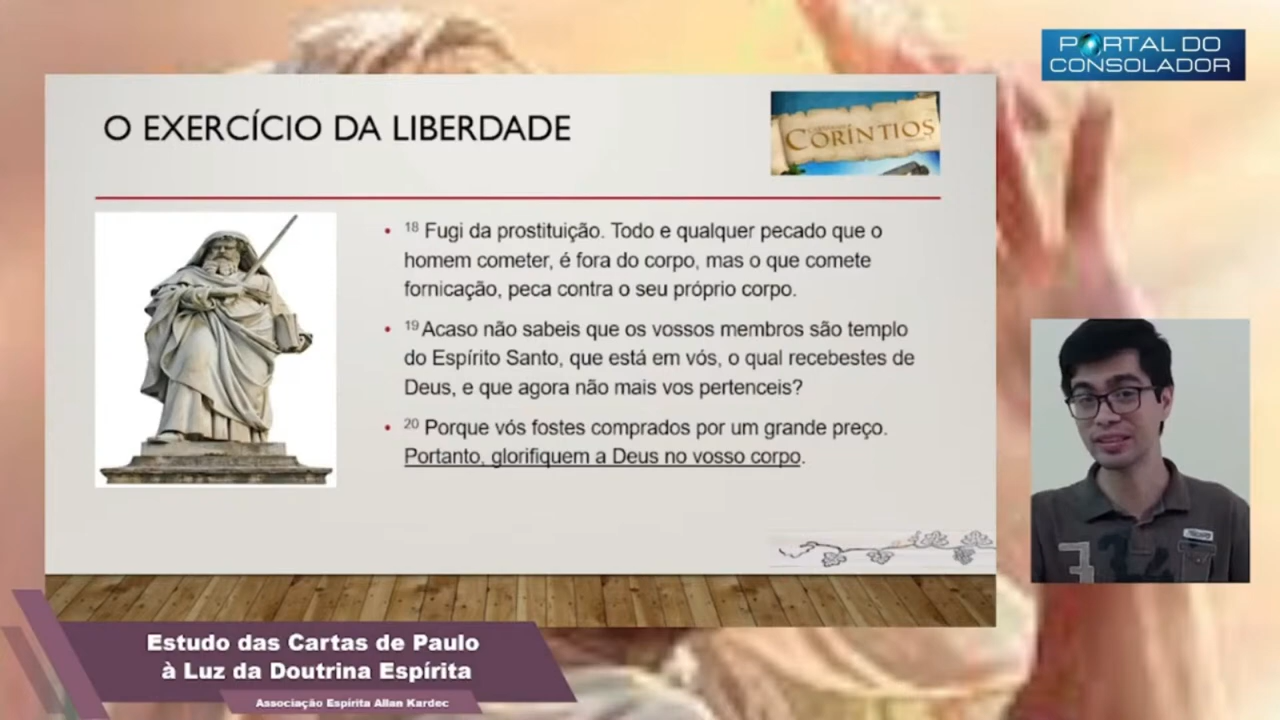 PORTAL DO
CONSOLADOR
O EXERCÍCIO DA LIBERDADE
CORÍNTIOS
18 Fugi da prostituição. Todo e qualquer pecado que o
homem cometer, é fora do corpo, mas o que comete
fornicação, peca contra o seu próprio corpo.
19 Acaso não sabeis que os vossos membros são templo
do Espírito Santo, que está em vós, o qual recebestes de
Deus, e que agora não mais vos pertenceis?
20 Porque vós fostes comprados por um grande preço.
Portanto, glorifiquem a Deus no vosso corpo.
Estudo das Cartas de Paulo
à Luz da Doutrina Espírita
Associação Espírita Allan Kardec